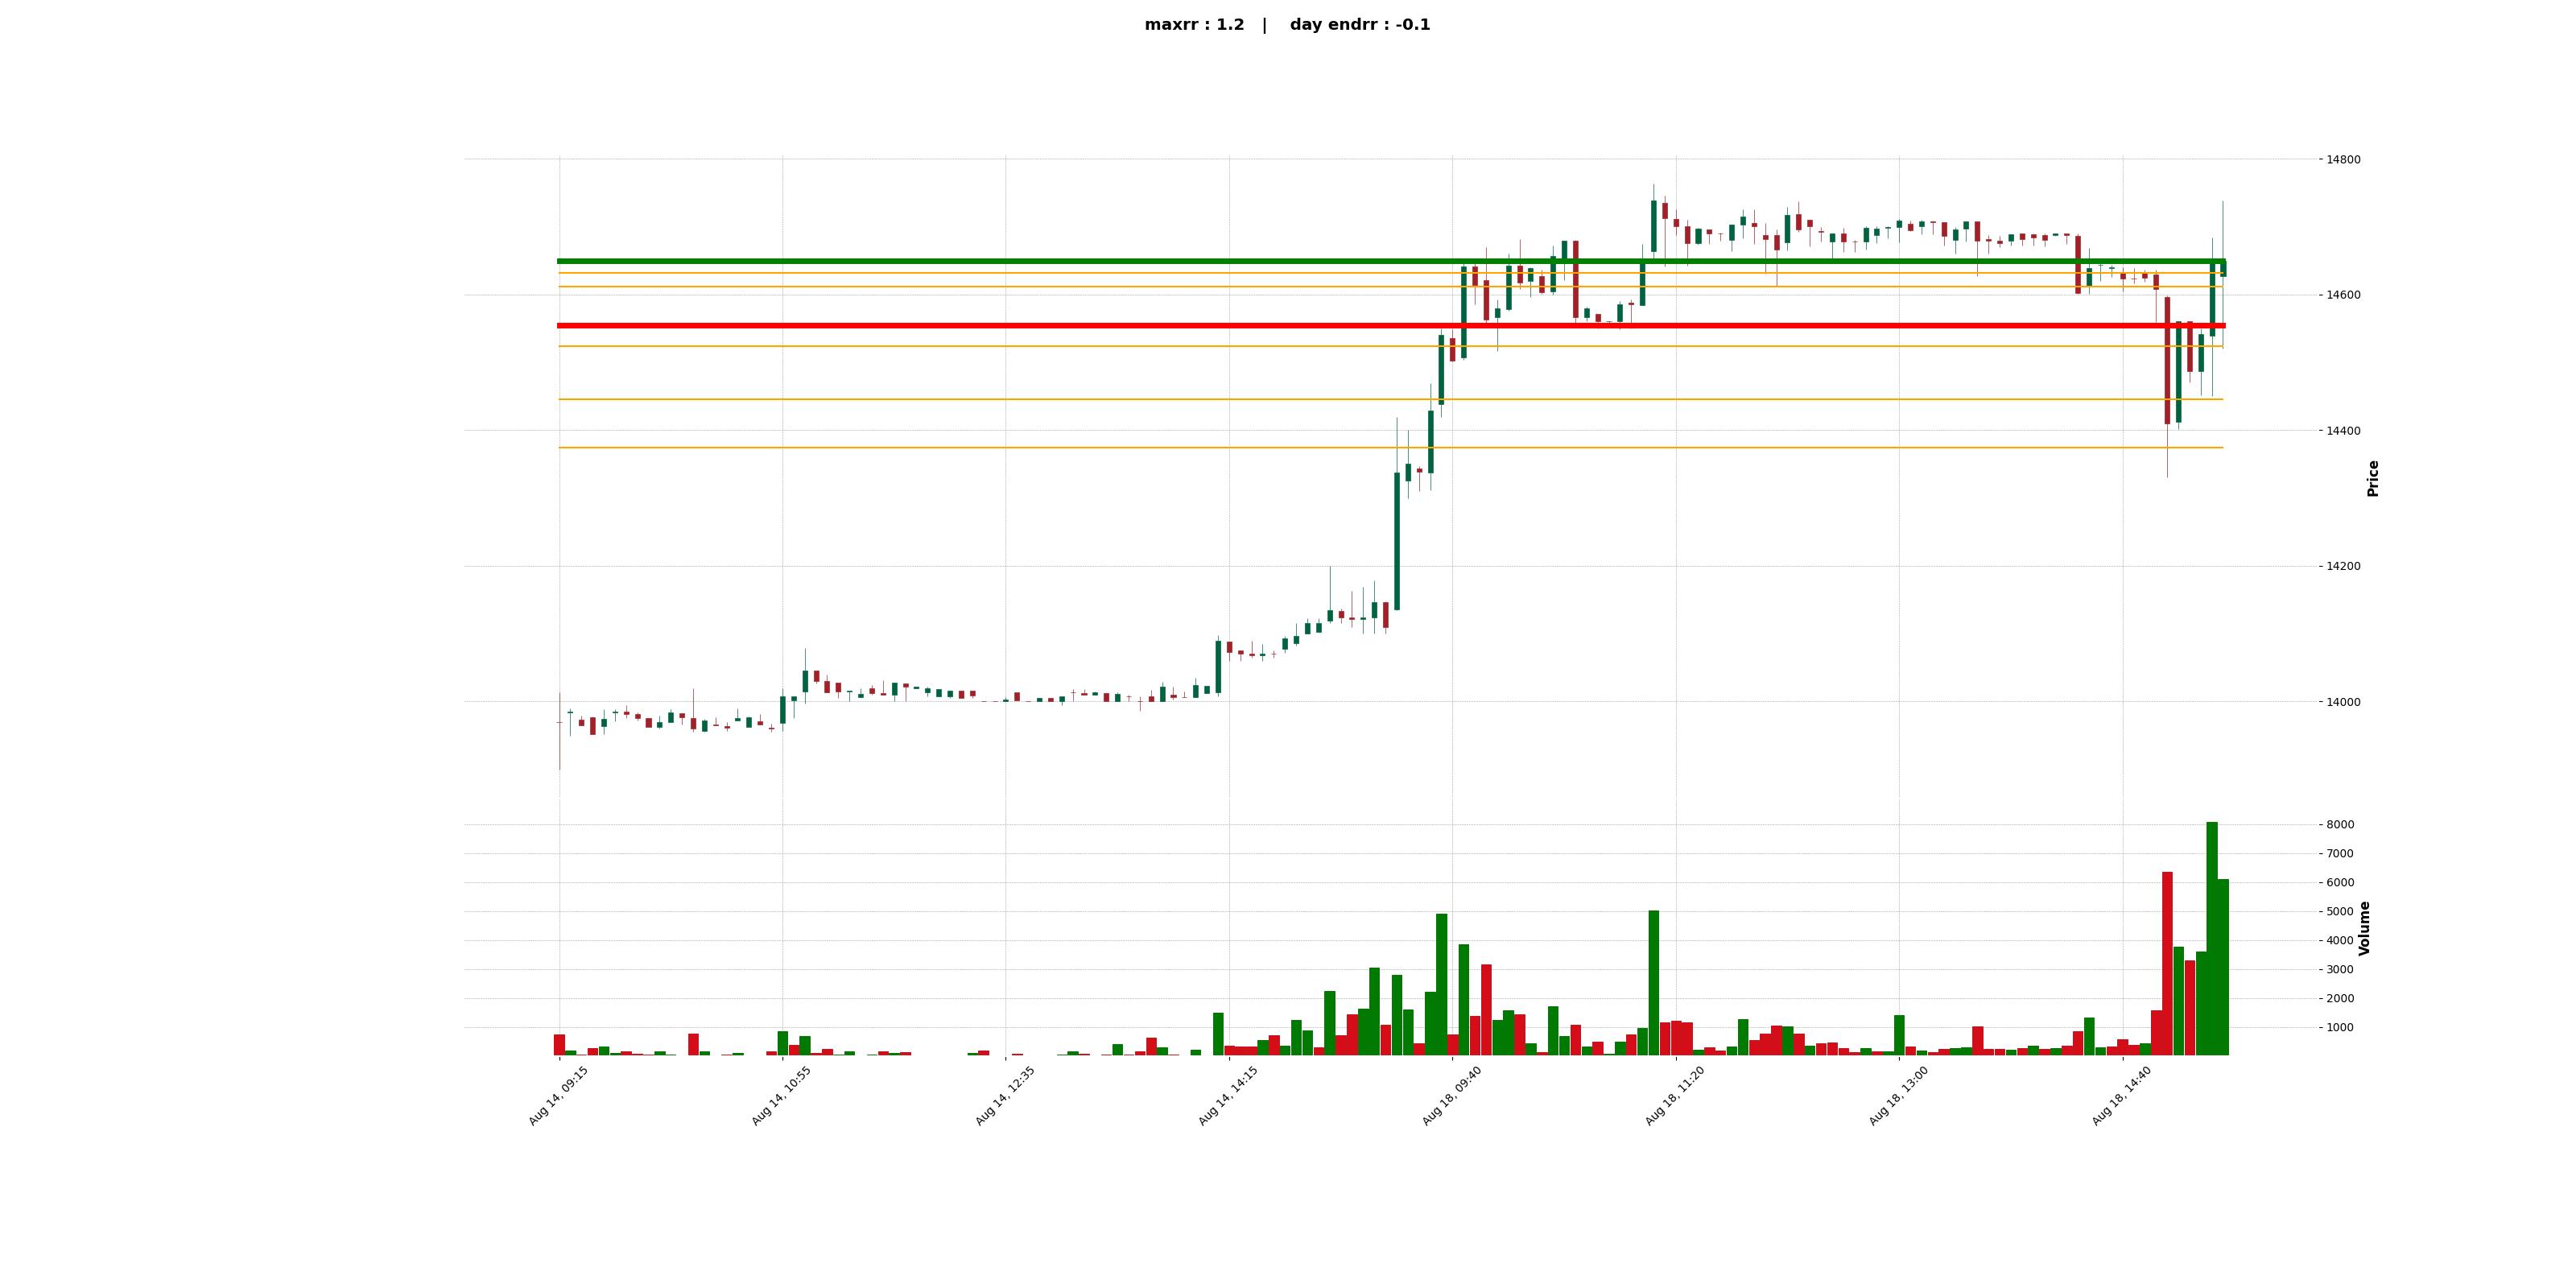 maxrr : 1.2 | day endrr : -0.1
14800
14600
14400
14200
14000
Price
8000
7000
6000
5000
4000
3000
2000
1000
Volume
Aug 14, 09:15
Aug 14, 10:55
Aug 14, 12:35
Aug 14, 14:15
Aug 18, 09:40
Aug 18, 11:20
Aug 18, 13:00
Aug 18, 14:40